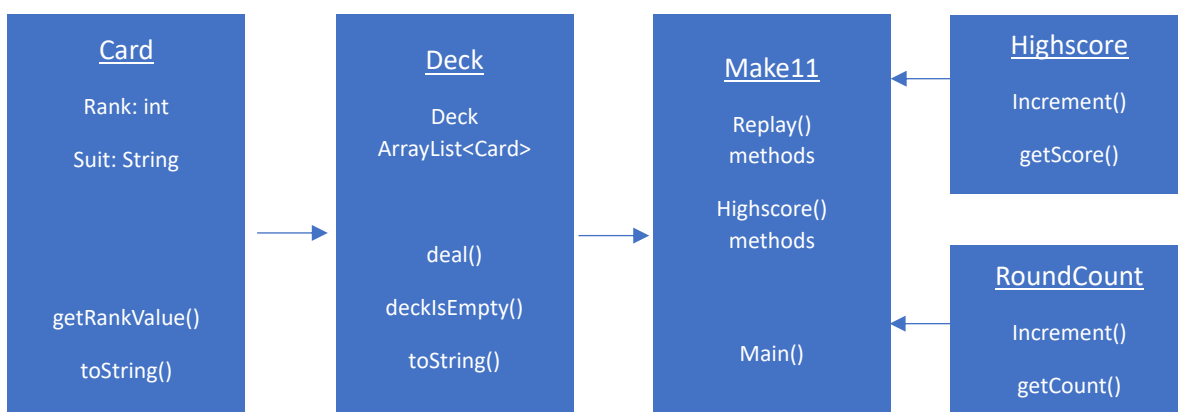 Card
Rank: int
Suit: String
getRankValue()
toString()
Deck
Deck
ArrayList<Card>
deal()
deckIsEmpty()
toString()
Make11
Replay()
methods
Highscore()
methods
Main()
Highscore
Increment()
getScore()
RoundCount
Increment()
getCount()